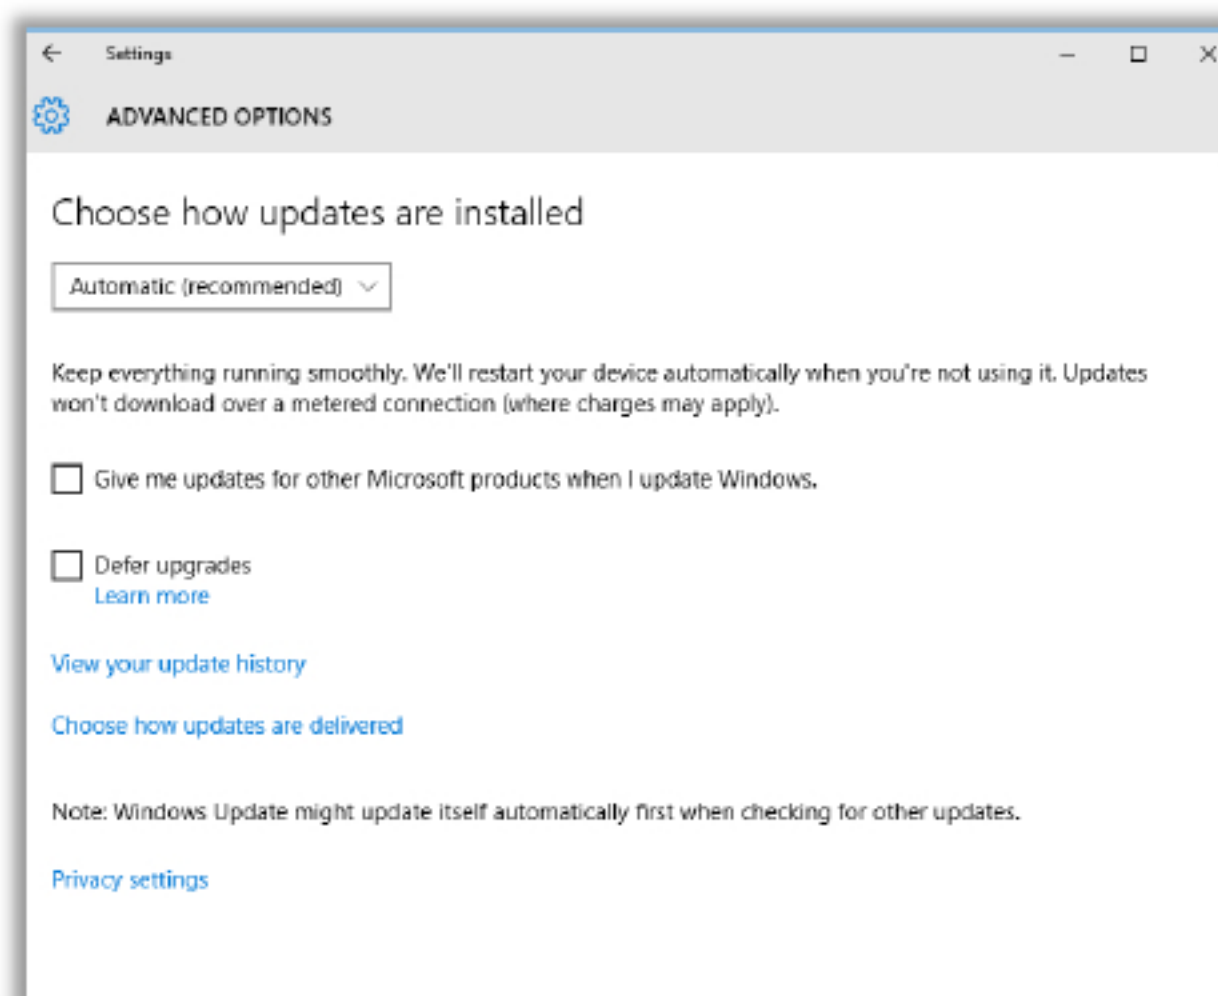 Settings
ADVANCED OPTIONS
Choose how updates are installed
Automatic (recommended)
Keep everything running smoothly. We'll restart your device automatically when you're not using it. Updates
won't download over a metered connection (where charges may apply).
Give me updates for other Microsoft products when I update Windows.
Defer upgrades
Learn more
View your update history
Choose how updates are delivered
Note: Windows Update might update itself automatically first when checking for other updates.
Privacy settings